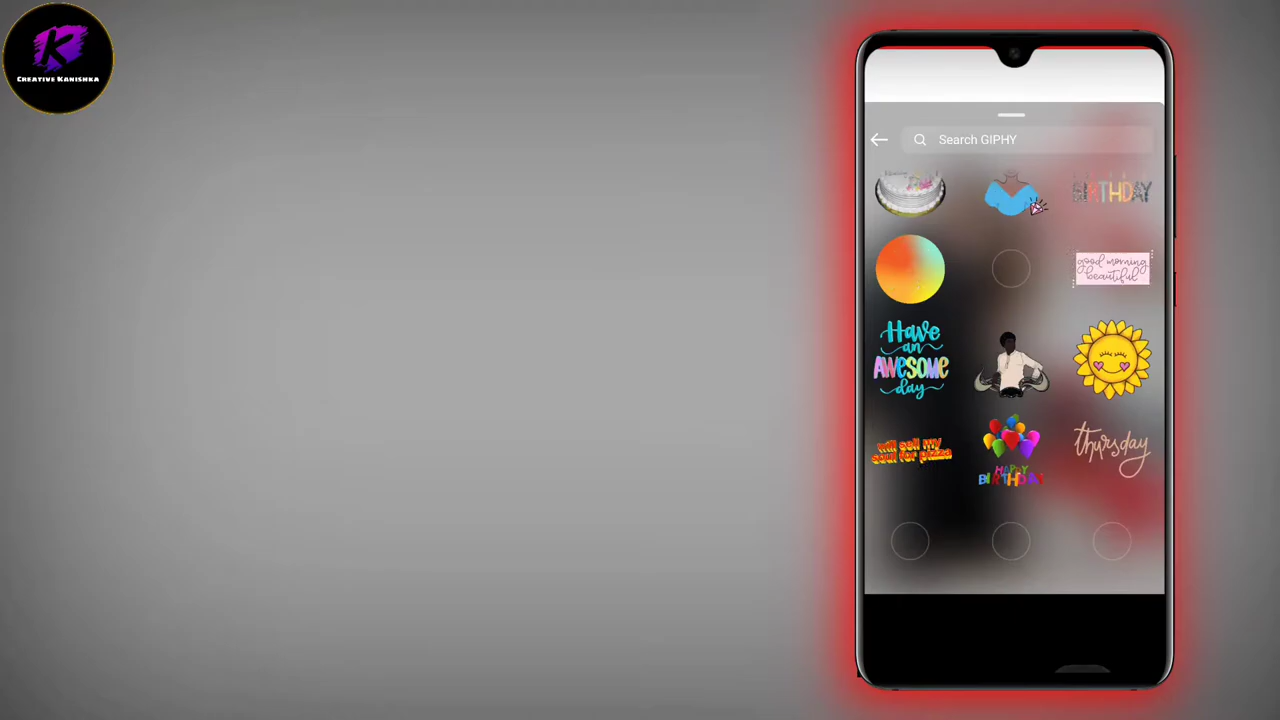 K
CREATIVE KANISHKA
Search GIPHY
BIRTHDAY
good morning
beautiful
Have
an
AWESOME
day
will sell my
soul for pizza
HAPPY
BIRTHDAY
thursday